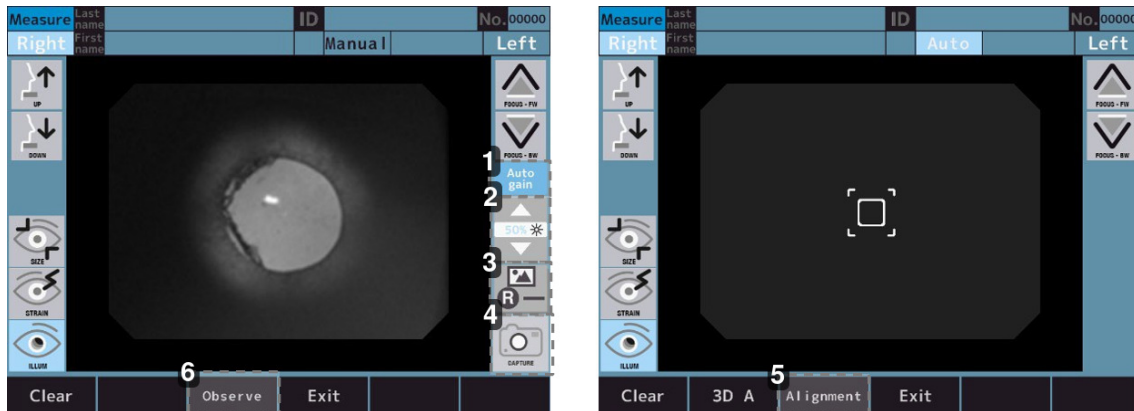 Measure Last name ID No. 00000
Right First name Manual Left
UP
FOCUS - FW
DOWN
FOCUS - BW
1
Auto
gain
2
50%
3
R
4
SIZE
STRAIN
CAPTURE
ILLUM
6
Clear Observe Exit
Measure Last name ID No. 00000
Right First name Auto Left
UP
FOCUS - FW
DOWN
FOCUS - BW
SIZE
STRAIN
ILLUM
5
Clear 3D A Alignment Exit